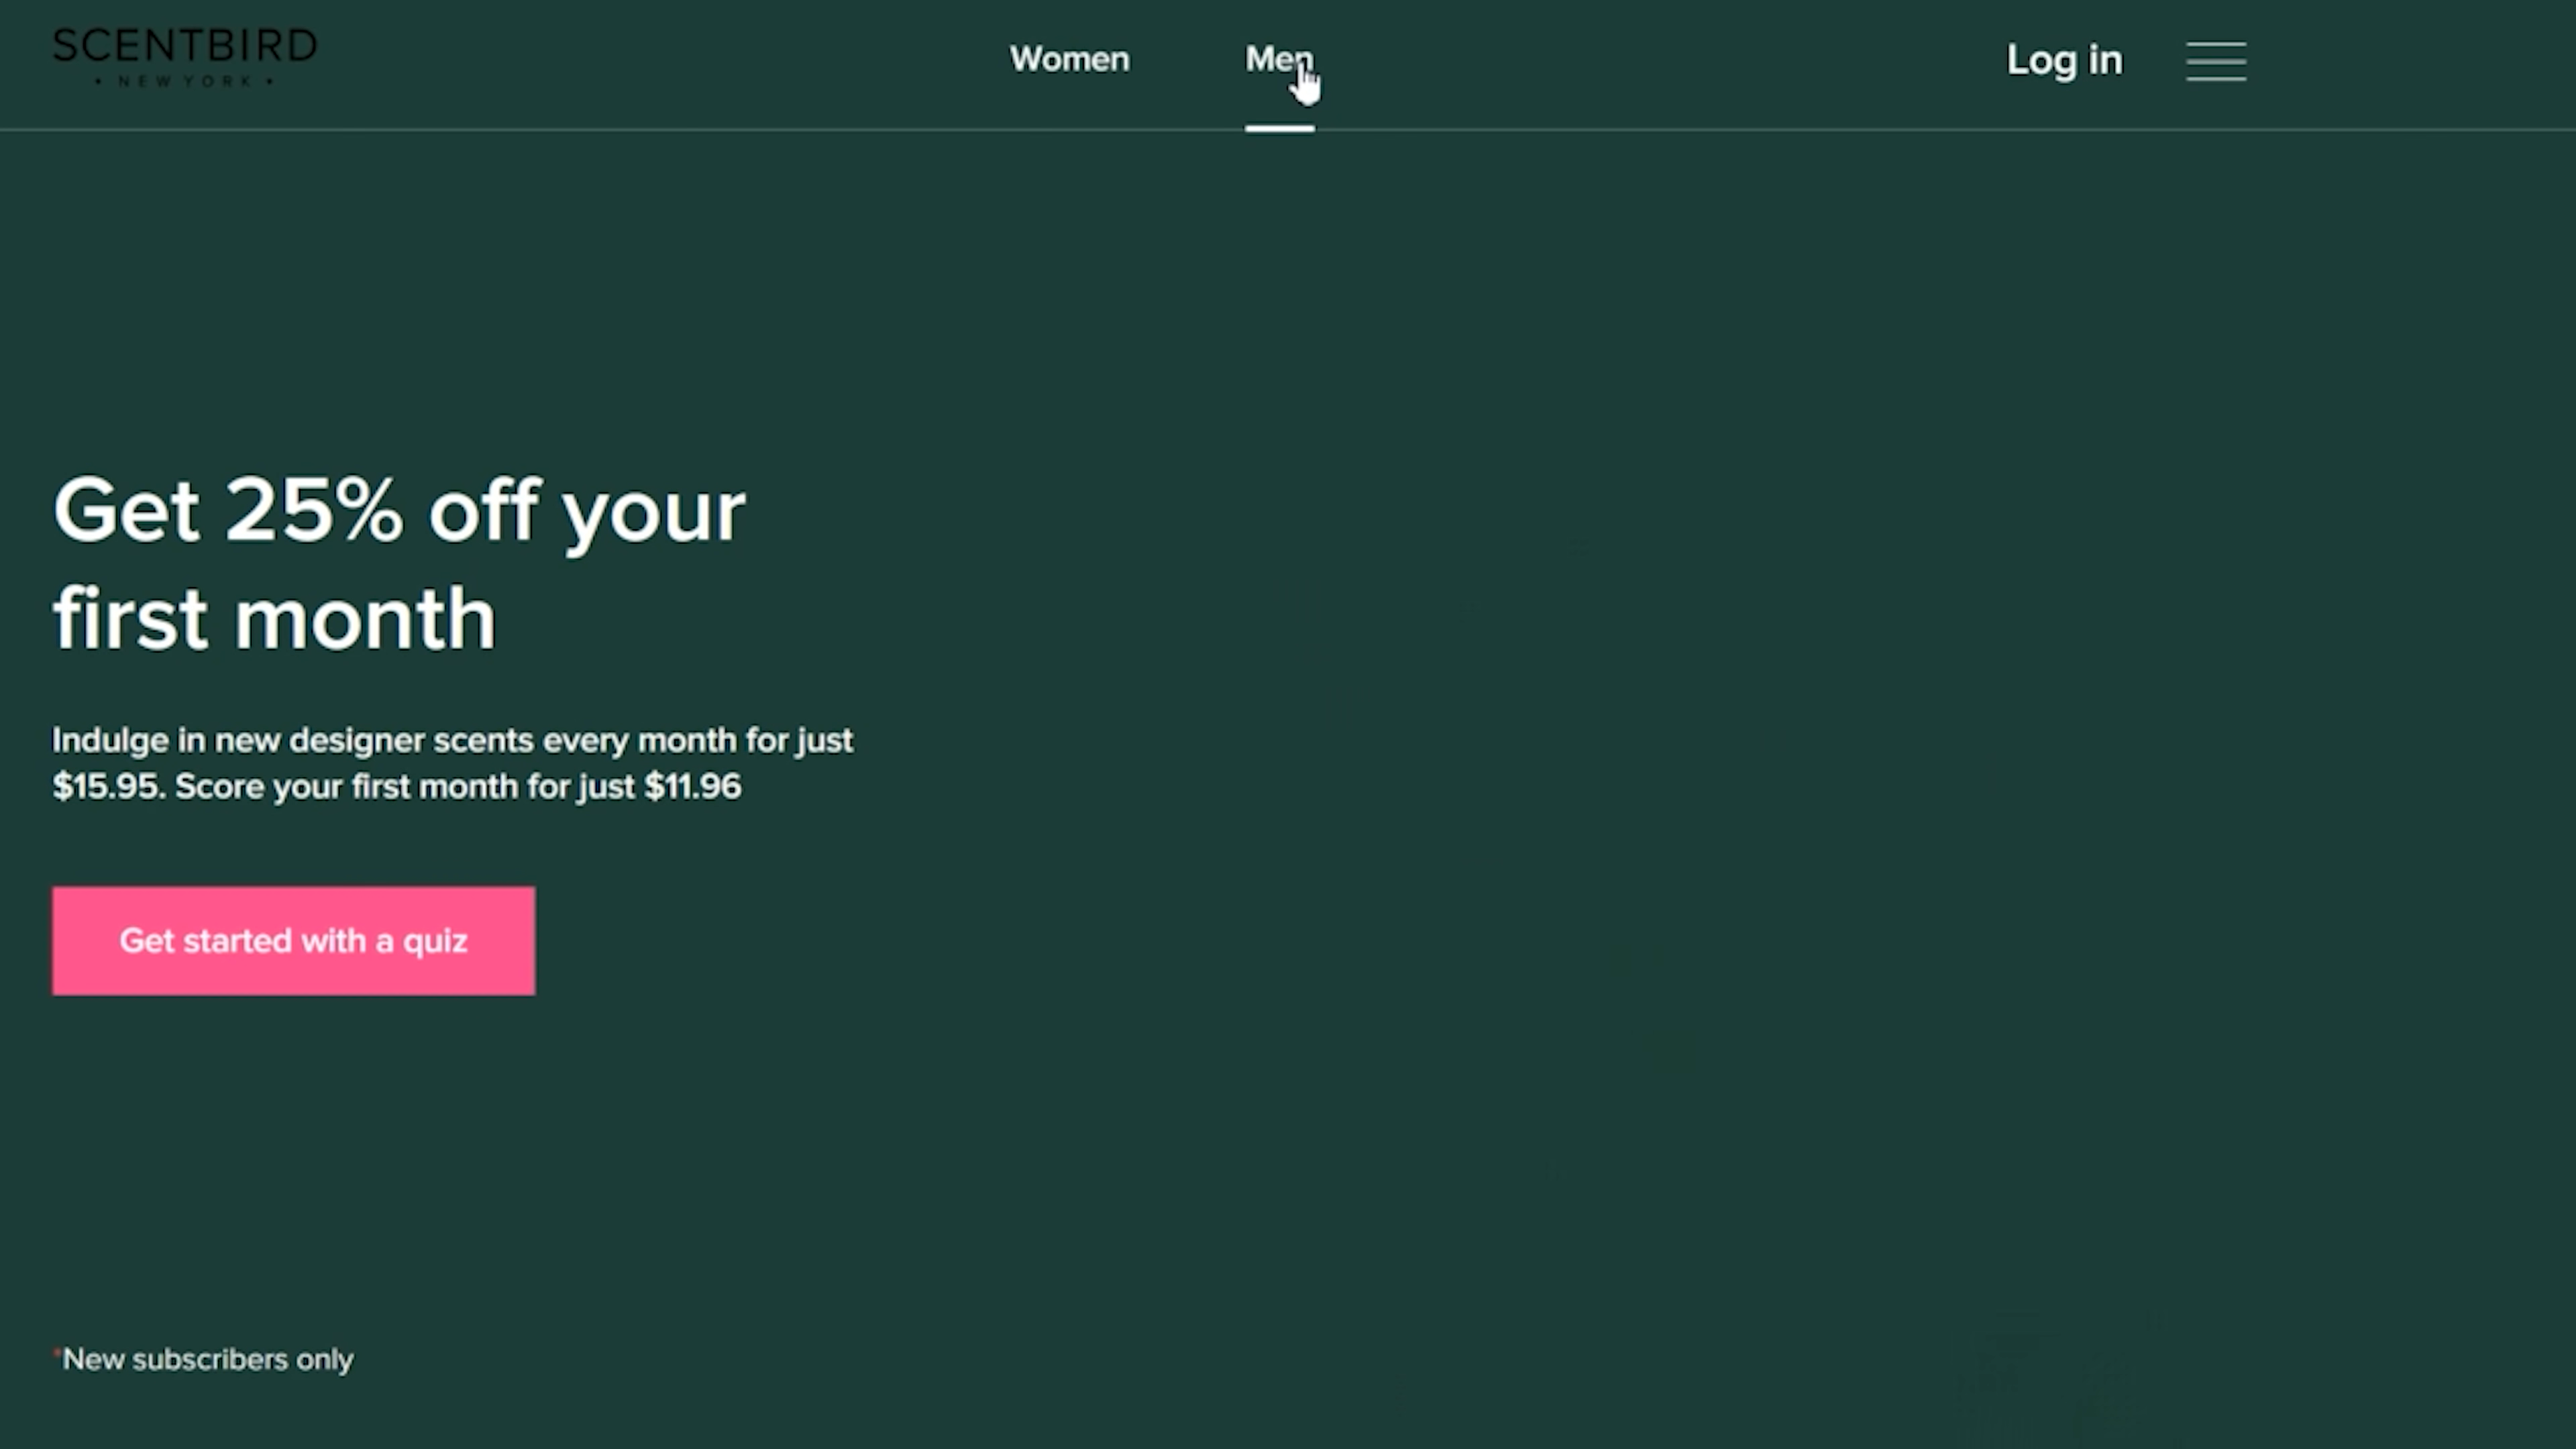 SCENTBIRD
• NEW YORK •
Women
Men
Log in
Get 25% off your
first month
Indulge in new designer scents every month for just
$15.95. Score your first month for just $11.96
Get started with a quiz
*New subscribers only